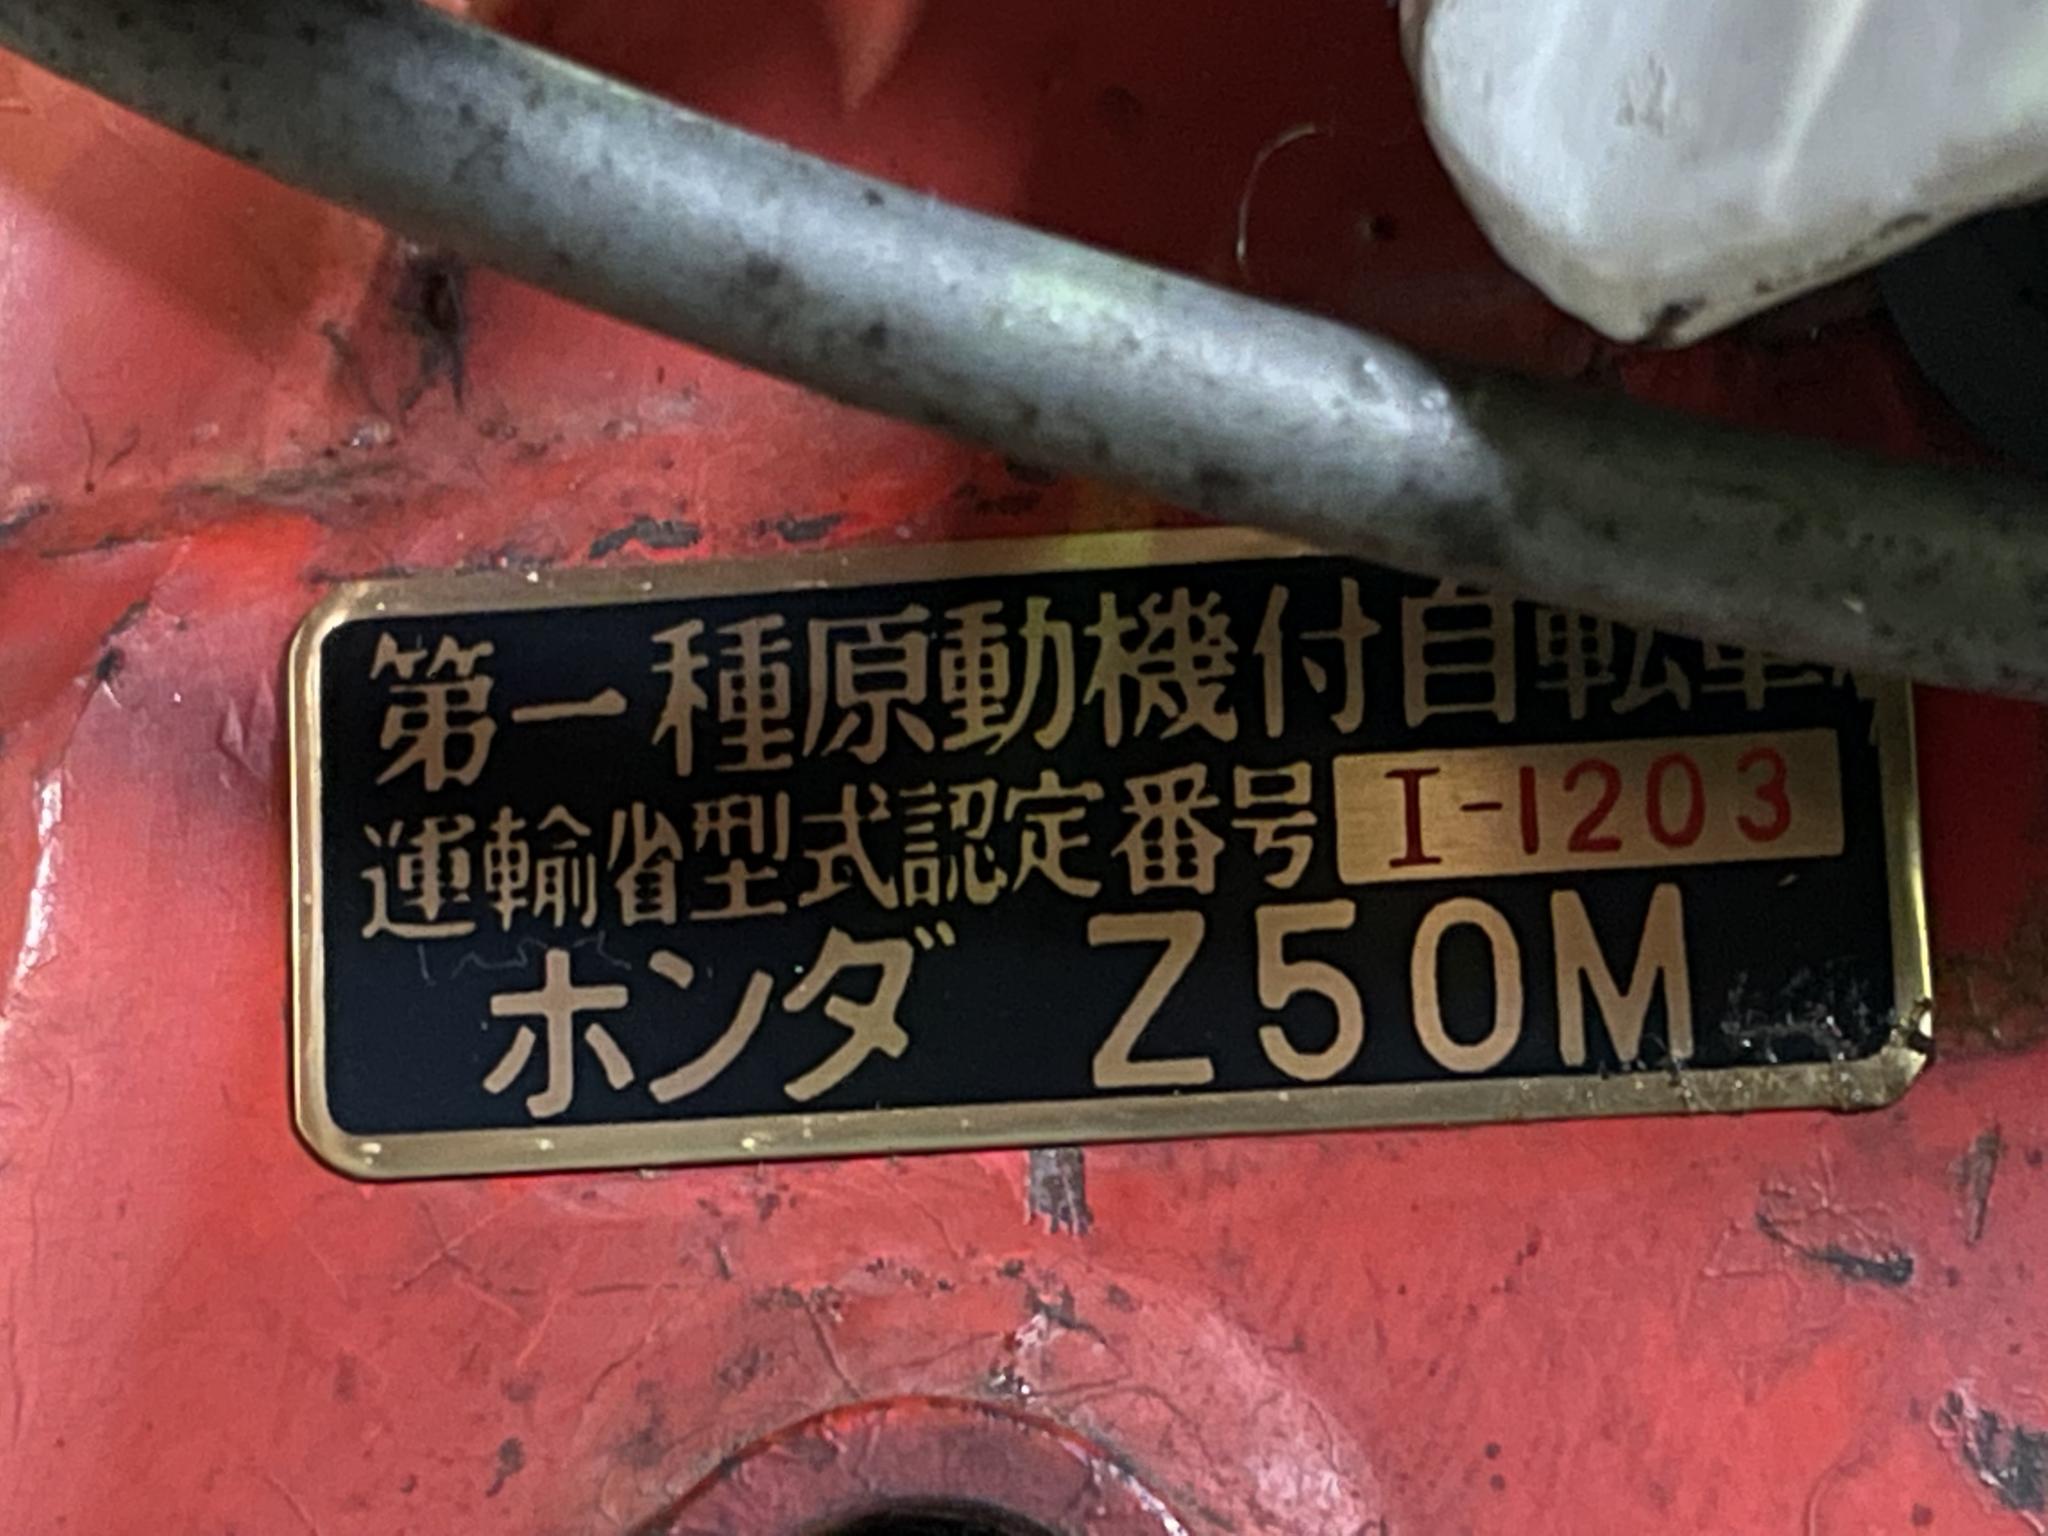 第一種原動機付自転車
運輸省型式認定番号 I-1203
ホンダ Z50M